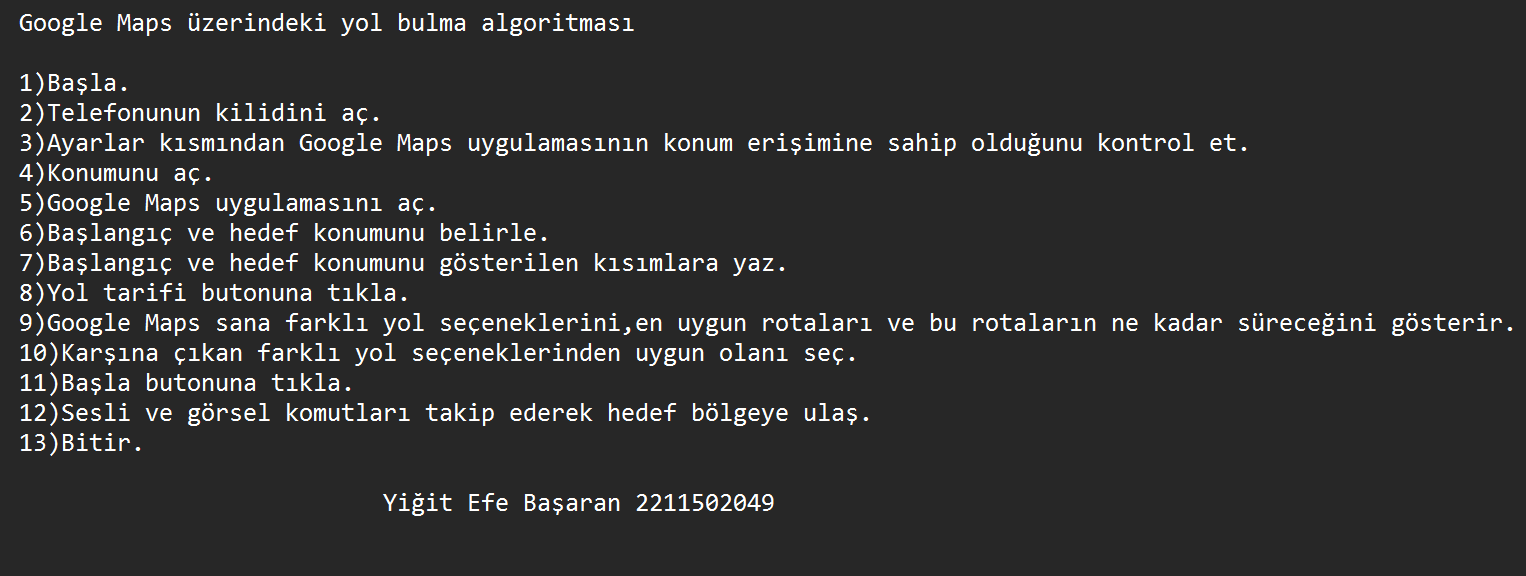 Google Maps üzerindeki yol bulma algoritması
1)Başla.
2)Telefonunun kilidini aç.
3)Ayarlar kısmından Google Maps uygulamasının konum erişimine sahip olduğunu kontrol et.
4)Konumunu aç.
5)Google Maps uygulamasını aç.
6)Başlangıç ve hedef konumunu belirle.
7)Başlangıç ve hedef konumunu gösterilen kısımlara yaz.
8)Yol tarifi butonuna tıkla.
9)Google Maps sana farklı yol seçeneklerini,en uygun rotaları ve bu rotaların ne kadar süreceğini gösterir.
10)Karşına çıkan farklı yol seçeneklerinden uygun olanı seç.
11)Başla butonuna tıkla.
12)Sesli ve görsel komutları takip ederek hedef bölgeye ulaş.
13)Bitir.
Yiğit Efe Başaran 2211502049